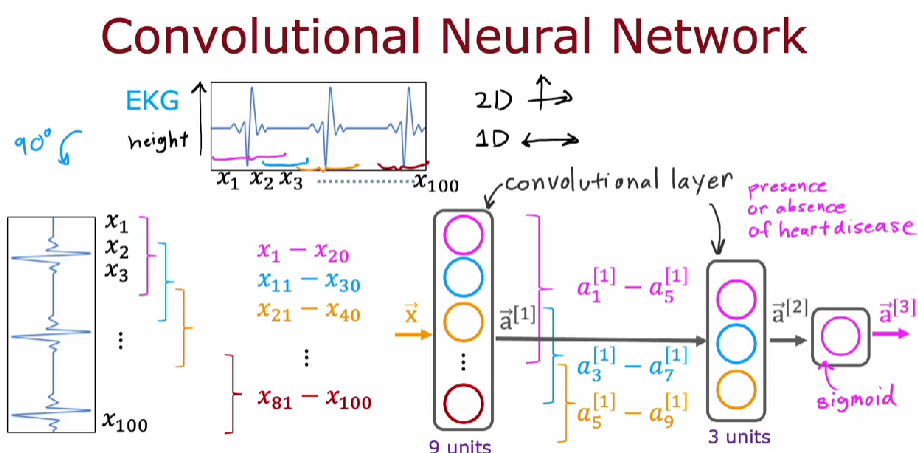 Convolutional Neural Network
EKG
height
90°
x₁ x₂ x₃ ................ x₁₀₀
2D
1D
convolutional layer
presence
or absence
of heart disease
x₁
x₂
x₃
⋮
x₁₀₀
x₁ − x₂₀
x₁₁ − x₃₀
x₂₁ − x₄₀
⋮
x₈₁ − x₁₀₀
x⃗
⋮
9 units
a⃗^[1]
a₁^[1] − a₅^[1]
a₃^[1] − a₇^[1]
a₅^[1] − a₉^[1]
3 units
a⃗^[2]
sigmoid
a⃗^[3]